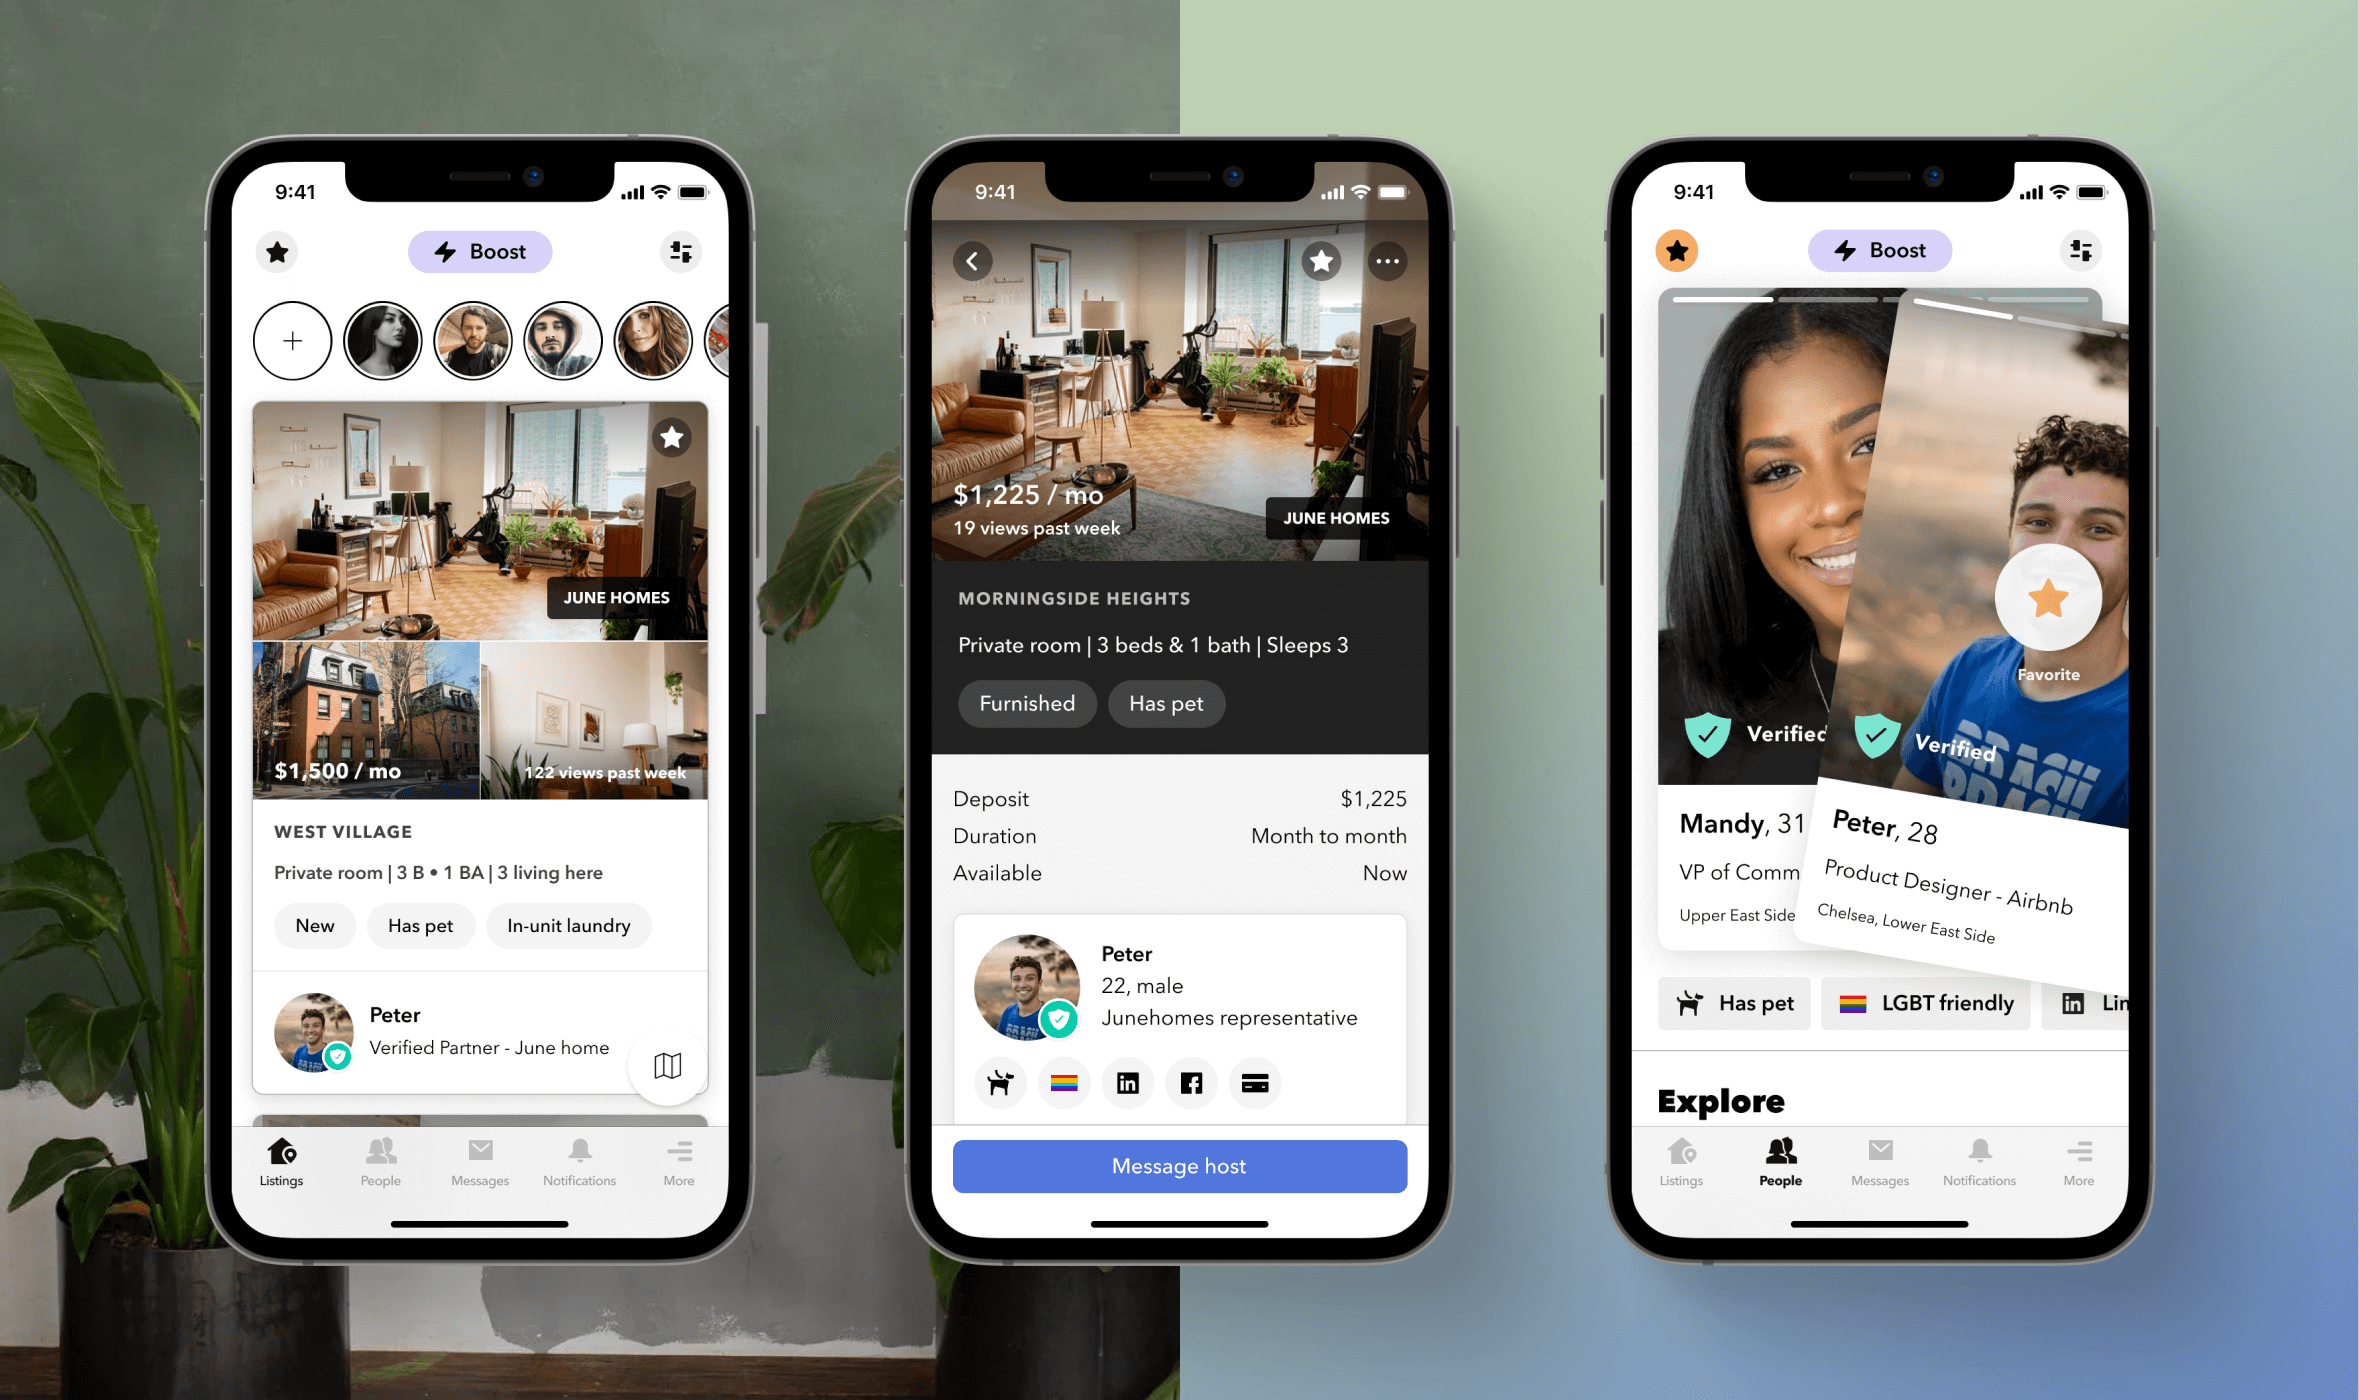 9:41
Boost
JUNE HOMES
$1,500 / mo
122 views past week
WEST VILLAGE
Private room | 3 B • 1 BA | 3 living here
New
Has pet
In-unit laundry
Peter
Verified Partner - June home
Listings
People
Messages
Notifications
More
9:41
$1,225 / mo
19 views past week
JUNE HOMES
MORNINGSIDE HEIGHTS
Private room | 3 beds & 1 bath | Sleeps 3
Furnished
Has pet
Deposit $1,225
Duration Month to month
Available Now
Peter
22, male
Junehomes representative
in
Message host
9:41
Boost
Favorite
Verified
Verified
Mandy, 31
VP of Comm
Upper East Side
Peter, 28
Product Designer - Airbnb
Chelsea, Lower East Side
Has pet
LGBT friendly
in Lin
Explore
Listings
People
Messages
Notifications
More